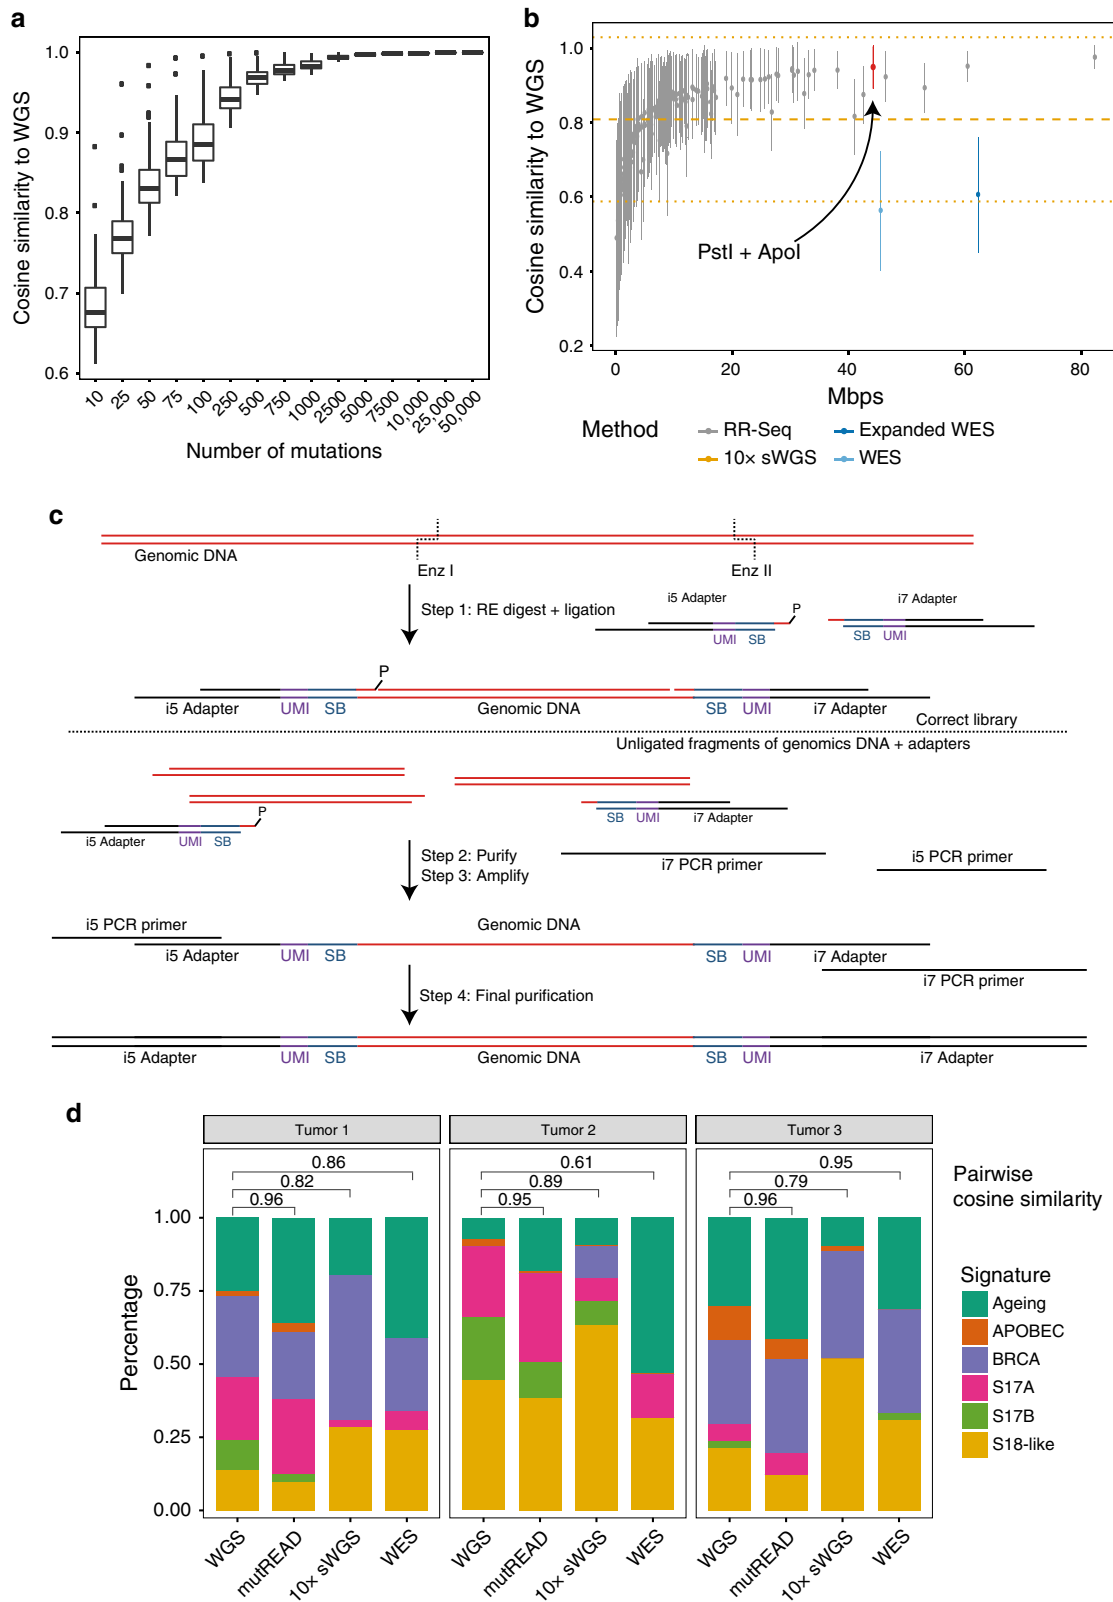 a
Cosine similarity to WGS
1.0
0.9
0.8
0.7
0.6
10
25
50
75
100
250
500
750
1000
2500
5000
7500
10,000
25,000
50,000
Number of mutations
b
Cosine similarity to WGS
1.0
0.8
0.6
0.4
0.2
PstI + ApoI
0
20
40
60
80
Mbps
Method
RR-Seq
Expanded WES
10× sWGS
WES
c
Genomic DNA
Enz I
Enz II
Step 1: RE digest + ligation
i5 Adapter
P
UMI
SB
i7 Adapter
SB
UMI
P
i5 Adapter
UMI
SB
Genomic DNA
SB
UMI
i7 Adapter
Correct library
Unligated fragments of genomics DNA + adapters
P
i5 Adapter
UMI
SB
SB
UMI
i7 Adapter
Step 2: Purify
Step 3: Amplify
i7 PCR primer
i5 PCR primer
i5 PCR primer
Genomic DNA
i5 Adapter
UMI
SB
SB
UMI
i7 Adapter
i7 PCR primer
Step 4: Final purification
i5 Adapter
UMI
SB
Genomic DNA
SB
UMI
i7 Adapter
d
Tumor 1
Tumor 2
Tumor 3
0.86
0.82
0.96
0.61
0.89
0.95
0.95
0.79
0.96
Pairwise
cosine similarity
Percentage
1.00
0.75
0.50
0.25
0.00
WGS
mutREAD
10× sWGS
WES
WGS
mutREAD
10× sWGS
WES
WGS
mutREAD
10× sWGS
WES
Signature
Ageing
APOBEC
BRCA
S17A
S17B
S18-like